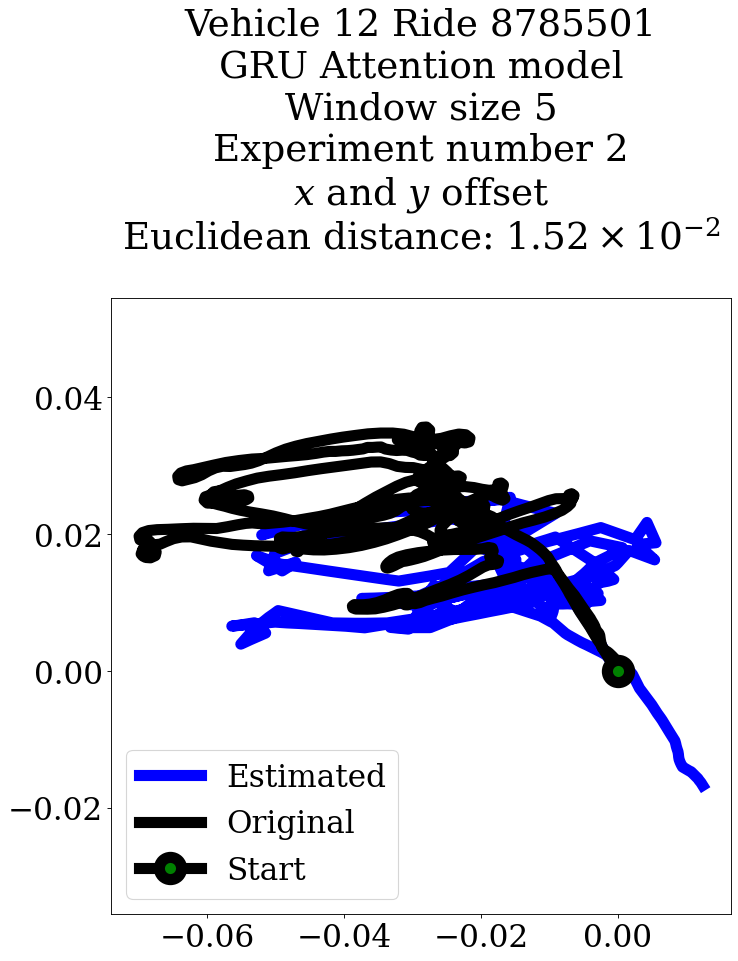 Vehicle 12 Ride 8785501
GRU Attention model
Window size 5
Experiment number 2
x and y offset
Euclidean distance: 1.52 × 10⁻²
0.04
0.02
0.00
−0.02
Estimated
Original
Start
−0.06 −0.04 −0.02 0.00